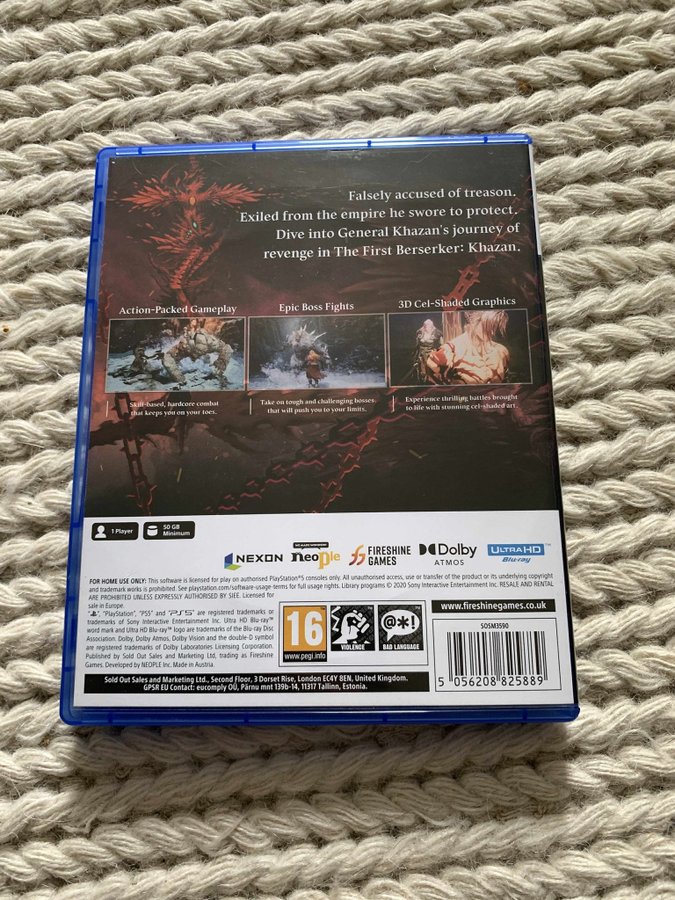 Falsely accused of treason.
Exiled from the empire he swore to protect.
Dive into General Khazan's journey of
revenge in The First Berserker: Khazan.
Action-Packed Gameplay
Epic Boss Fights
3D Cel-Shaded Graphics
Skill-based, hardcore combat
that keeps you on your toes.
Take on tough and challenging bosses
that will push you to your limits.
Experience thrilling battles brought
to life with stunning cel-shaded art.
1 Player
50 GB
Minimum
NEXON
neople
FIRESHINE
GAMES
Dolby
ATMOS
ULTRA HD
Blu-ray
TM
FOR HOME USE ONLY: This software is licensed for play on authorised PlayStation®5 consoles only. All unauthorised access, use or transfer of the product or its underlying copyright
and trademark works is prohibited. See playstation.com/software-usage-terms for full usage rights. Library programs © 2020 Sony Interactive Entertainment Inc. RESALE AND RENTAL
ARE PROHIBITED UNLESS EXPRESSLY AUTHORISED BY SIEE. Licensed for
sale in Europe.
", "PlayStation", "PS5" and "PS5" are registered trademarks or
trademarks of Sony Interactive Entertainment Inc. Ultra HD Blu-ray™
word mark and Ultra HD Blu-ray™ logo are trademarks of the Blu-ray Disc
Association. Dolby, Dolby Atmos, Dolby Vision and the double-D symbol
are registered trademarks of Dolby Laboratories Licensing Corporation.
Published by Sold Out Sales and Marketing Ltd, trading as Fireshine
Games. Developed by NEOPLE Inc. Made in Austria.
16
www.pegi.info
VIOLENCE
@*!
BAD LANGUAGE
www.fireshinegames.co.uk
SOSM3590
5 056208 825889
Sold Out Sales and Marketing Ltd., Second Floor, 3 Dorset Rise, London EC4Y 8EN, United Kingdom.
GPSR EU Contact: eucomply OÜ, Pärnu mnt 139b-14, 11317 Tallinn, Estonia.